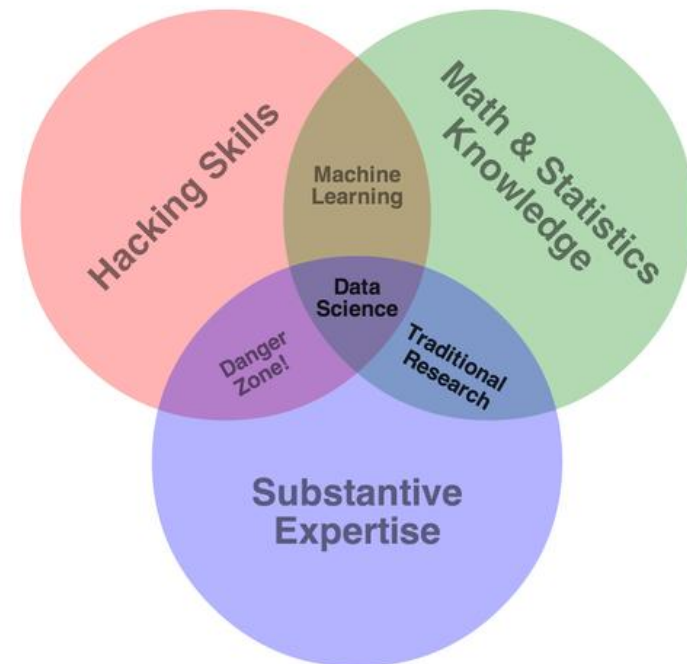 Hacking Skills
Math & Statistics
Knowledge
Machine
Learning
Data
Science
Danger
Zone!
Traditional
Research
Substantive
Expertise